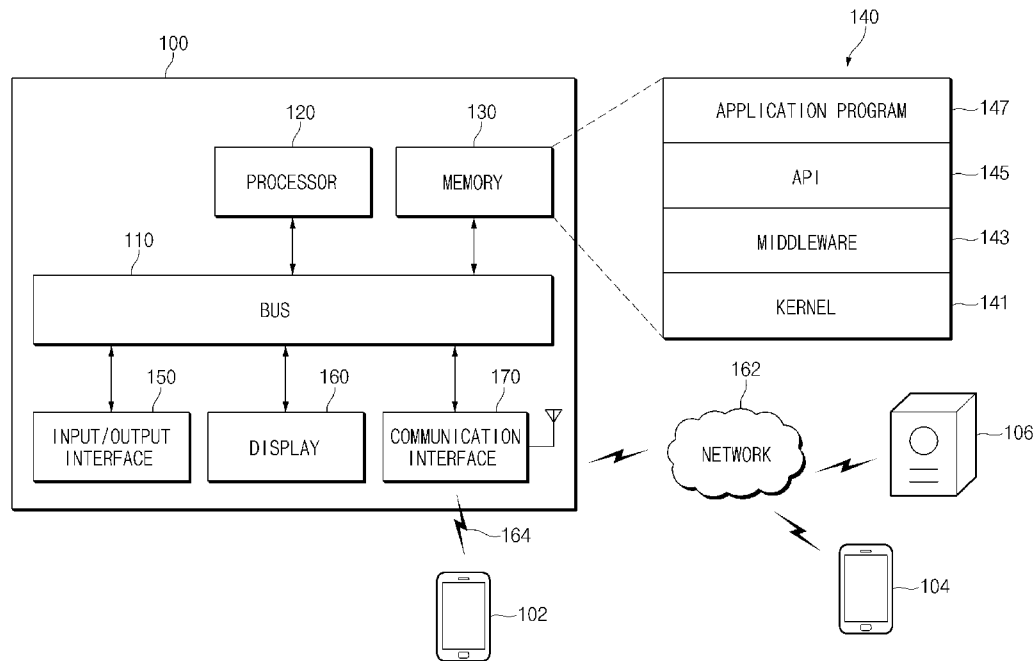 140
100
APPLICATION PROGRAM
147
120
130
PROCESSOR
MEMORY
API
145
MIDDLEWARE
143
110
BUS
KERNEL
141
150
160
170
162
INPUT/OUTPUT
INTERFACE
DISPLAY
COMMUNICATION
INTERFACE
NETWORK
106
164
102
104